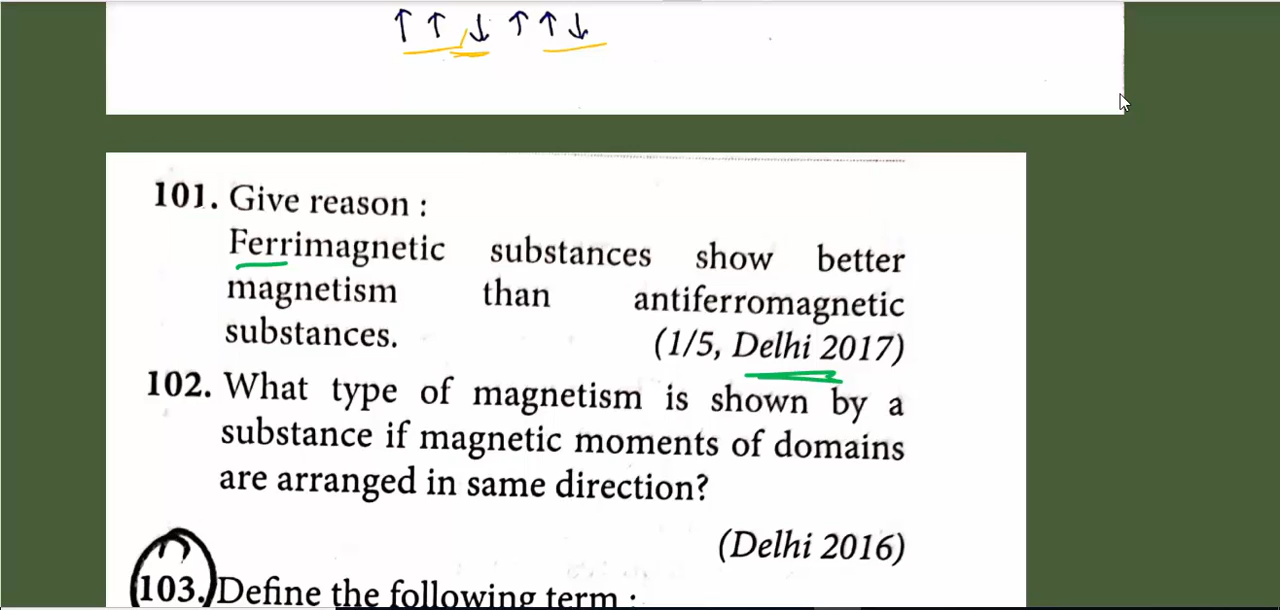 ↑ ↑ ↓ ↑ ↑ ↓
101. Give reason :
Ferrimagnetic substances show better
magnetism than antiferromagnetic
substances. (1/5, Delhi 2017)
102. What type of magnetism is shown by a
substance if magnetic moments of domains
are arranged in same direction?
(Delhi 2016)
103. Define the following term :